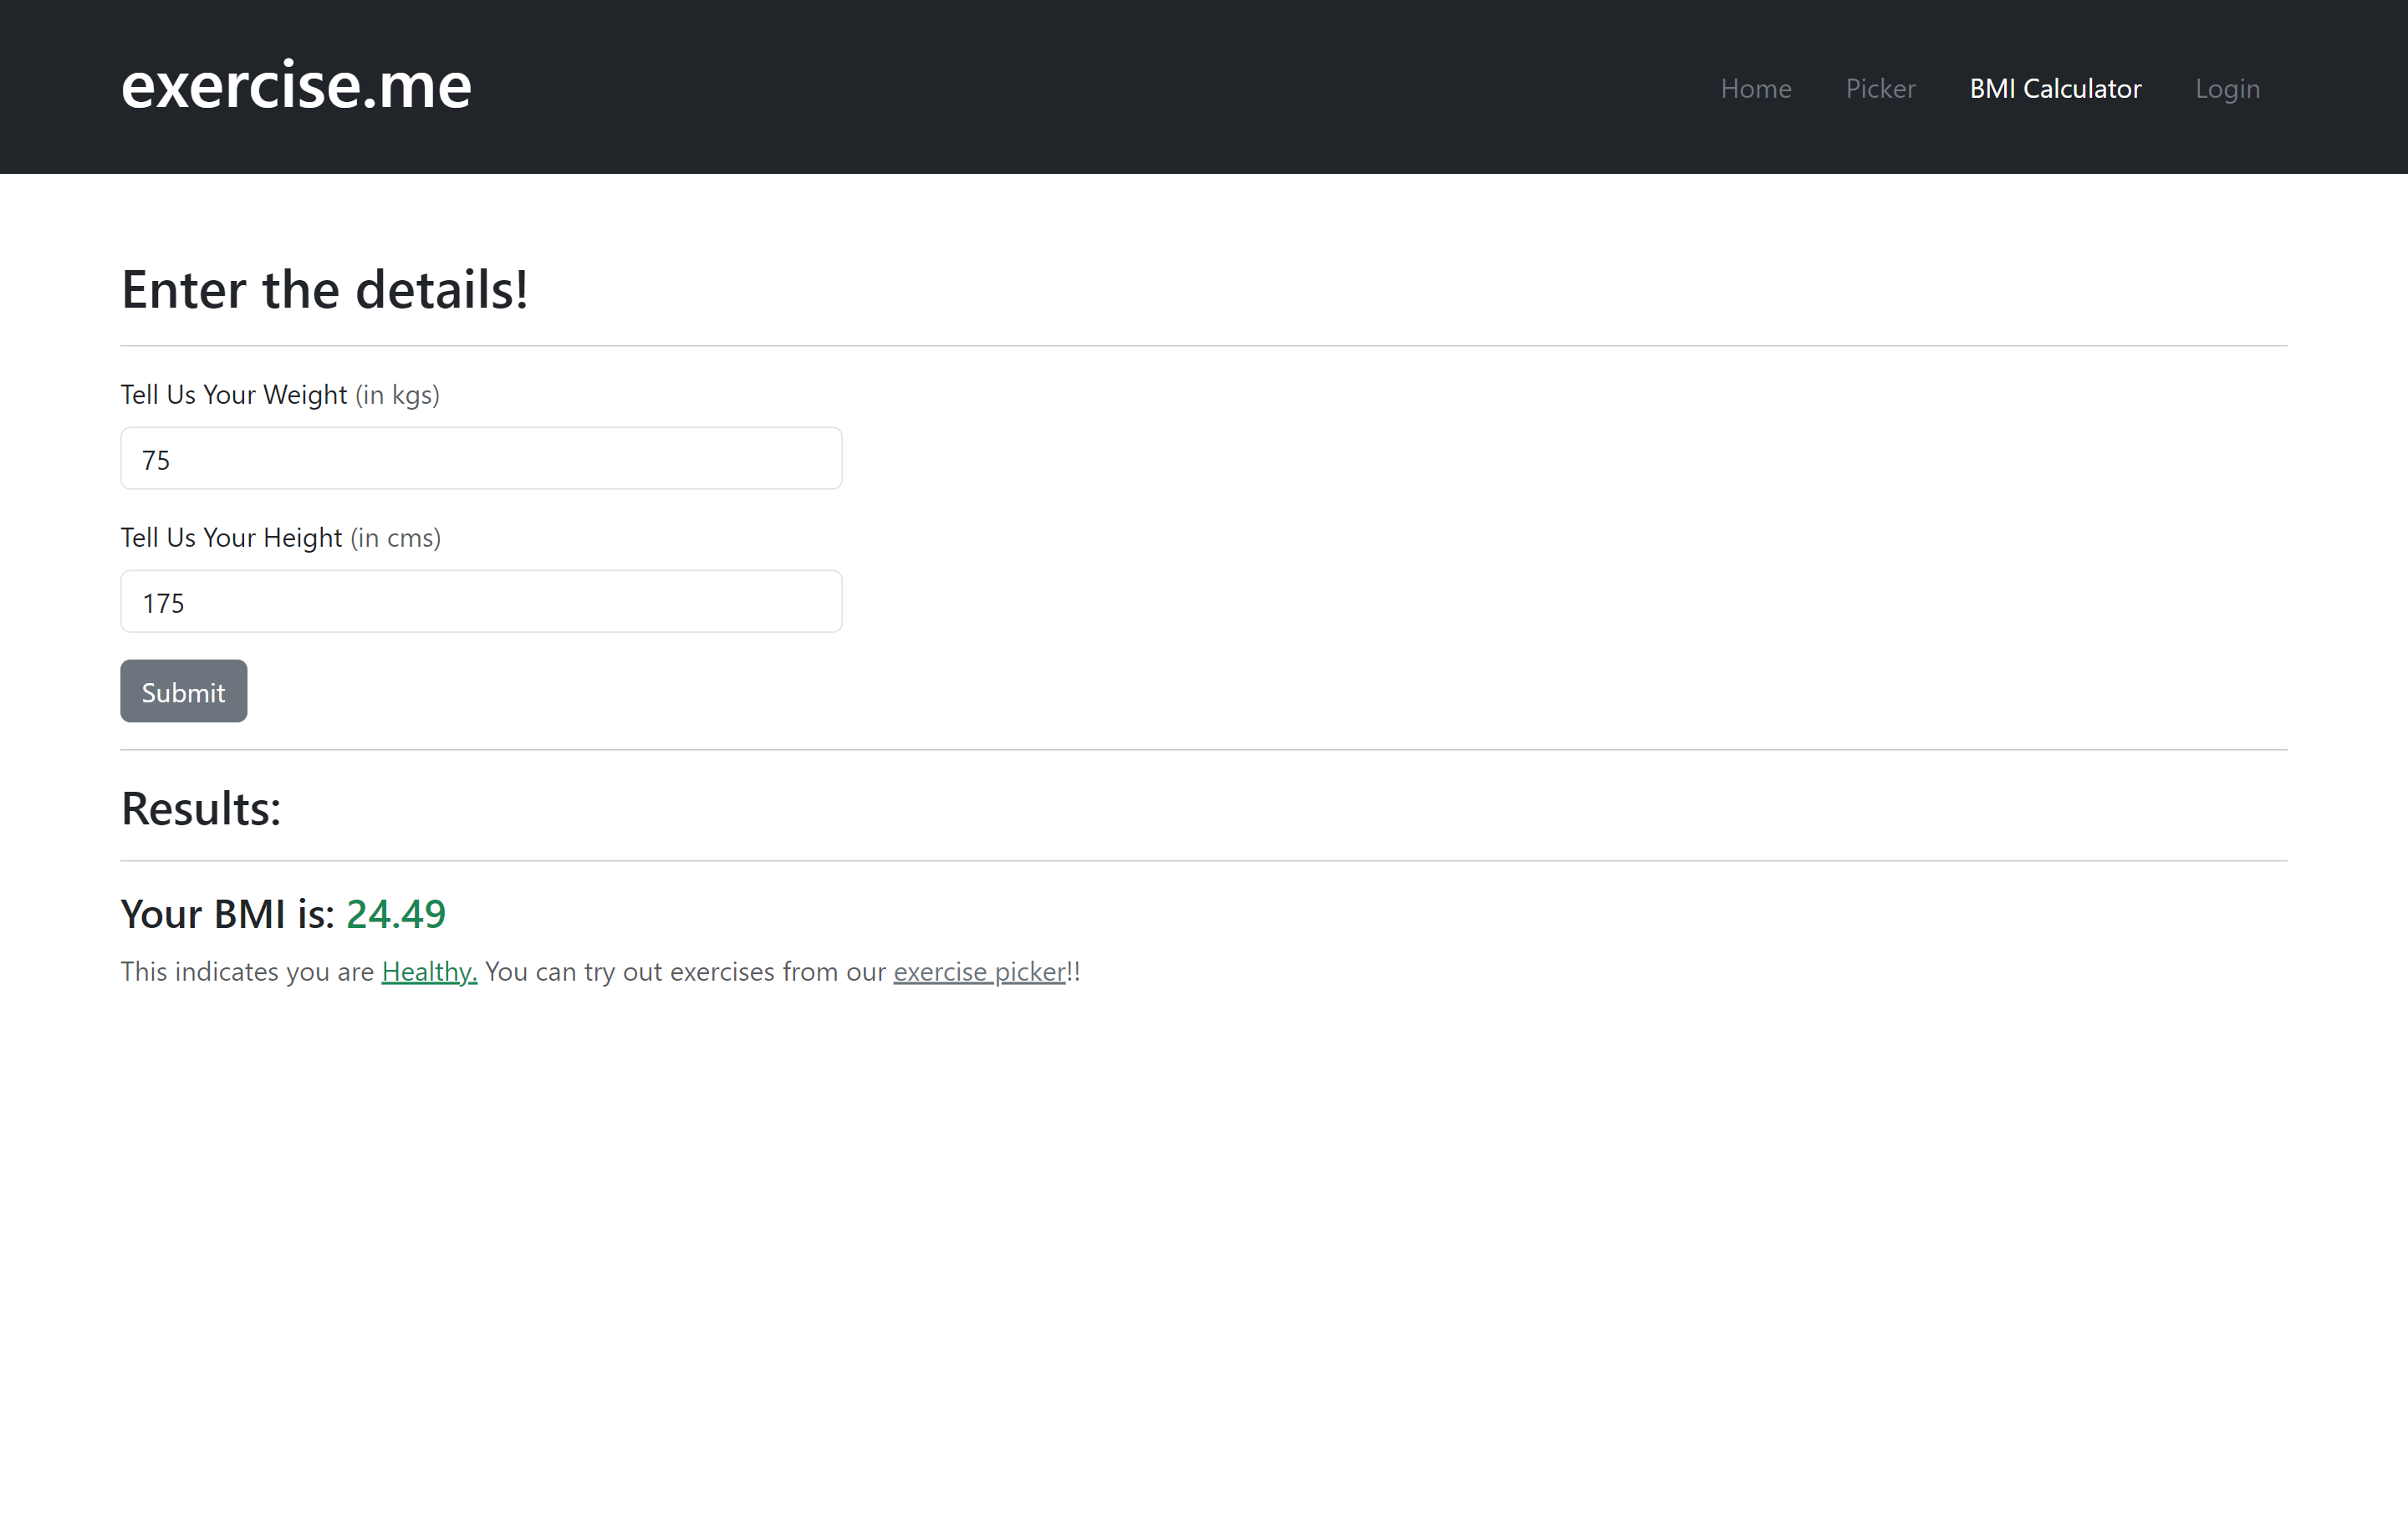 exercise.me
Home Picker BMI Calculator Login
Enter the details!
Tell Us Your Weight (in kgs)
75
Tell Us Your Height (in cms)
175
Submit
Results:
Your BMI is: 24.49
This indicates you are Healthy. You can try out exercises from our exercise picker!!